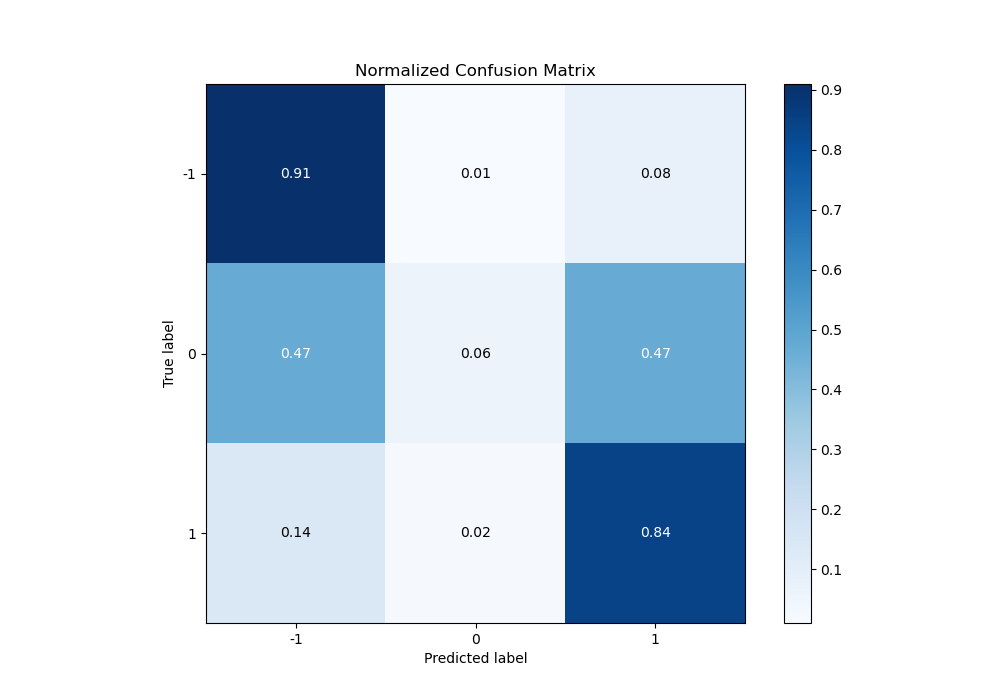 Normalized Confusion Matrix
True label
-1
0
1
0.91 0.01 0.08
0.47 0.06 0.47
0.14 0.02 0.84
-1 0 1
Predicted label
0.9
0.8
0.7
0.6
0.5
0.4
0.3
0.2
0.1